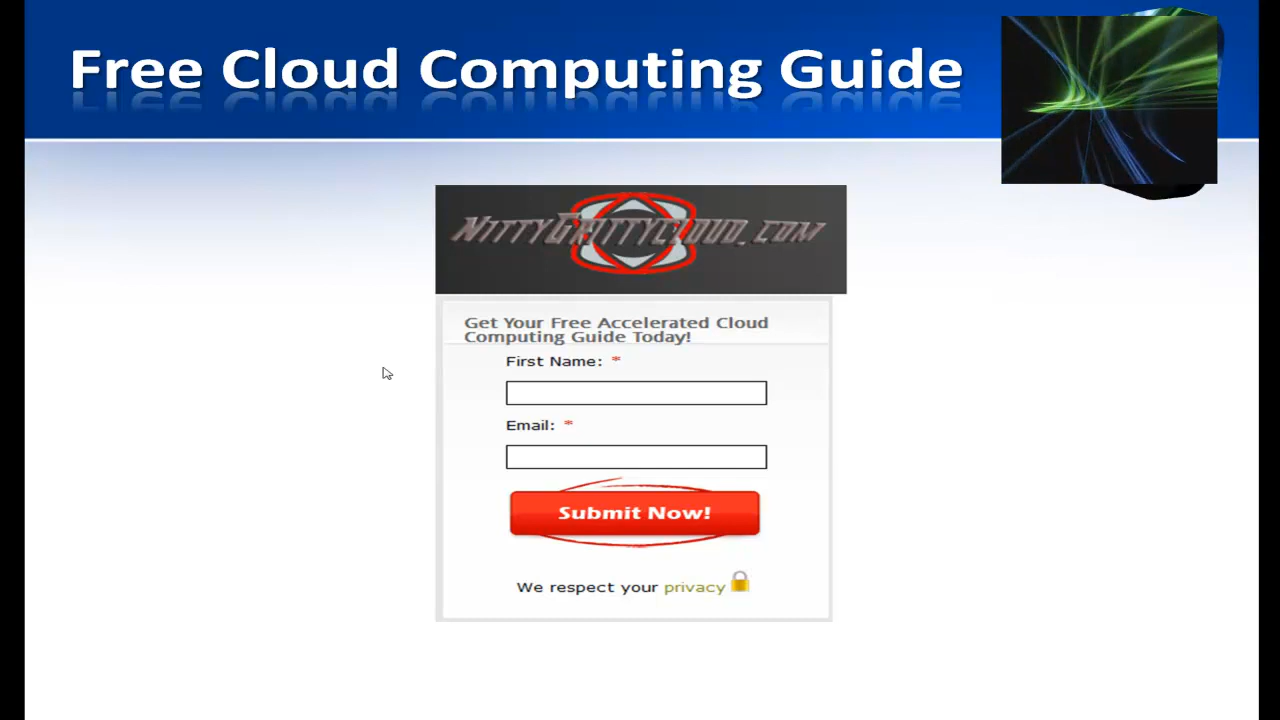 Free Cloud Computing Guide
NittyGrittycloud.com
Get Your Free Accelerated Cloud
Computing Guide Today!
First Name: *
Email: *
Submit Now!
We respect your privacy